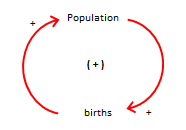 Population
+
(+)
births
+